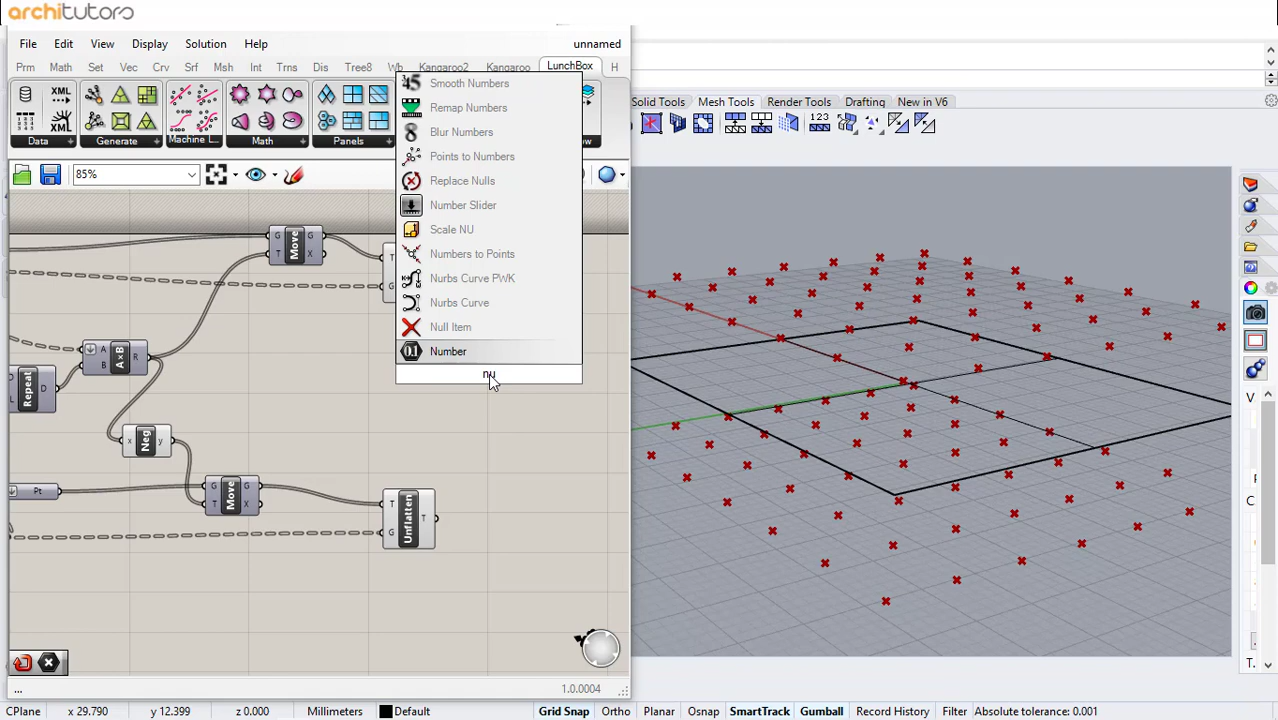 architutors
File Edit View Display Solution Help unnamed
Prm Math Set Vec Crv Srf Msh Int Trns Dis Tree8 Wb Kangaroo2 Kangaroo LunchBox H
XML
XML
Data Generate Machine L... Math Panels
85%
Smooth Numbers
Remap Numbers
Blur Numbers
Points to Numbers
Replace Nulls
Number Slider
Scale NU
Numbers to Points
Nurbs Curve PWK
Nurbs Curve
Null Item
Number
nu
Solid Tools Mesh Tools Render Tools Drafting New in V6
123
G T Move G X
T G
A B A×B R
D Repeat D
x Neg y
Pt
G T Move G X
T G Unflatten T
V
P
C
T.
... 1.0.0004
CPlane x 29.790 y 12.399 z 0.000 Millimeters Default Grid Snap Ortho Planar Osnap SmartTrack Gumball Record History Filter Absolute tolerance: 0.001